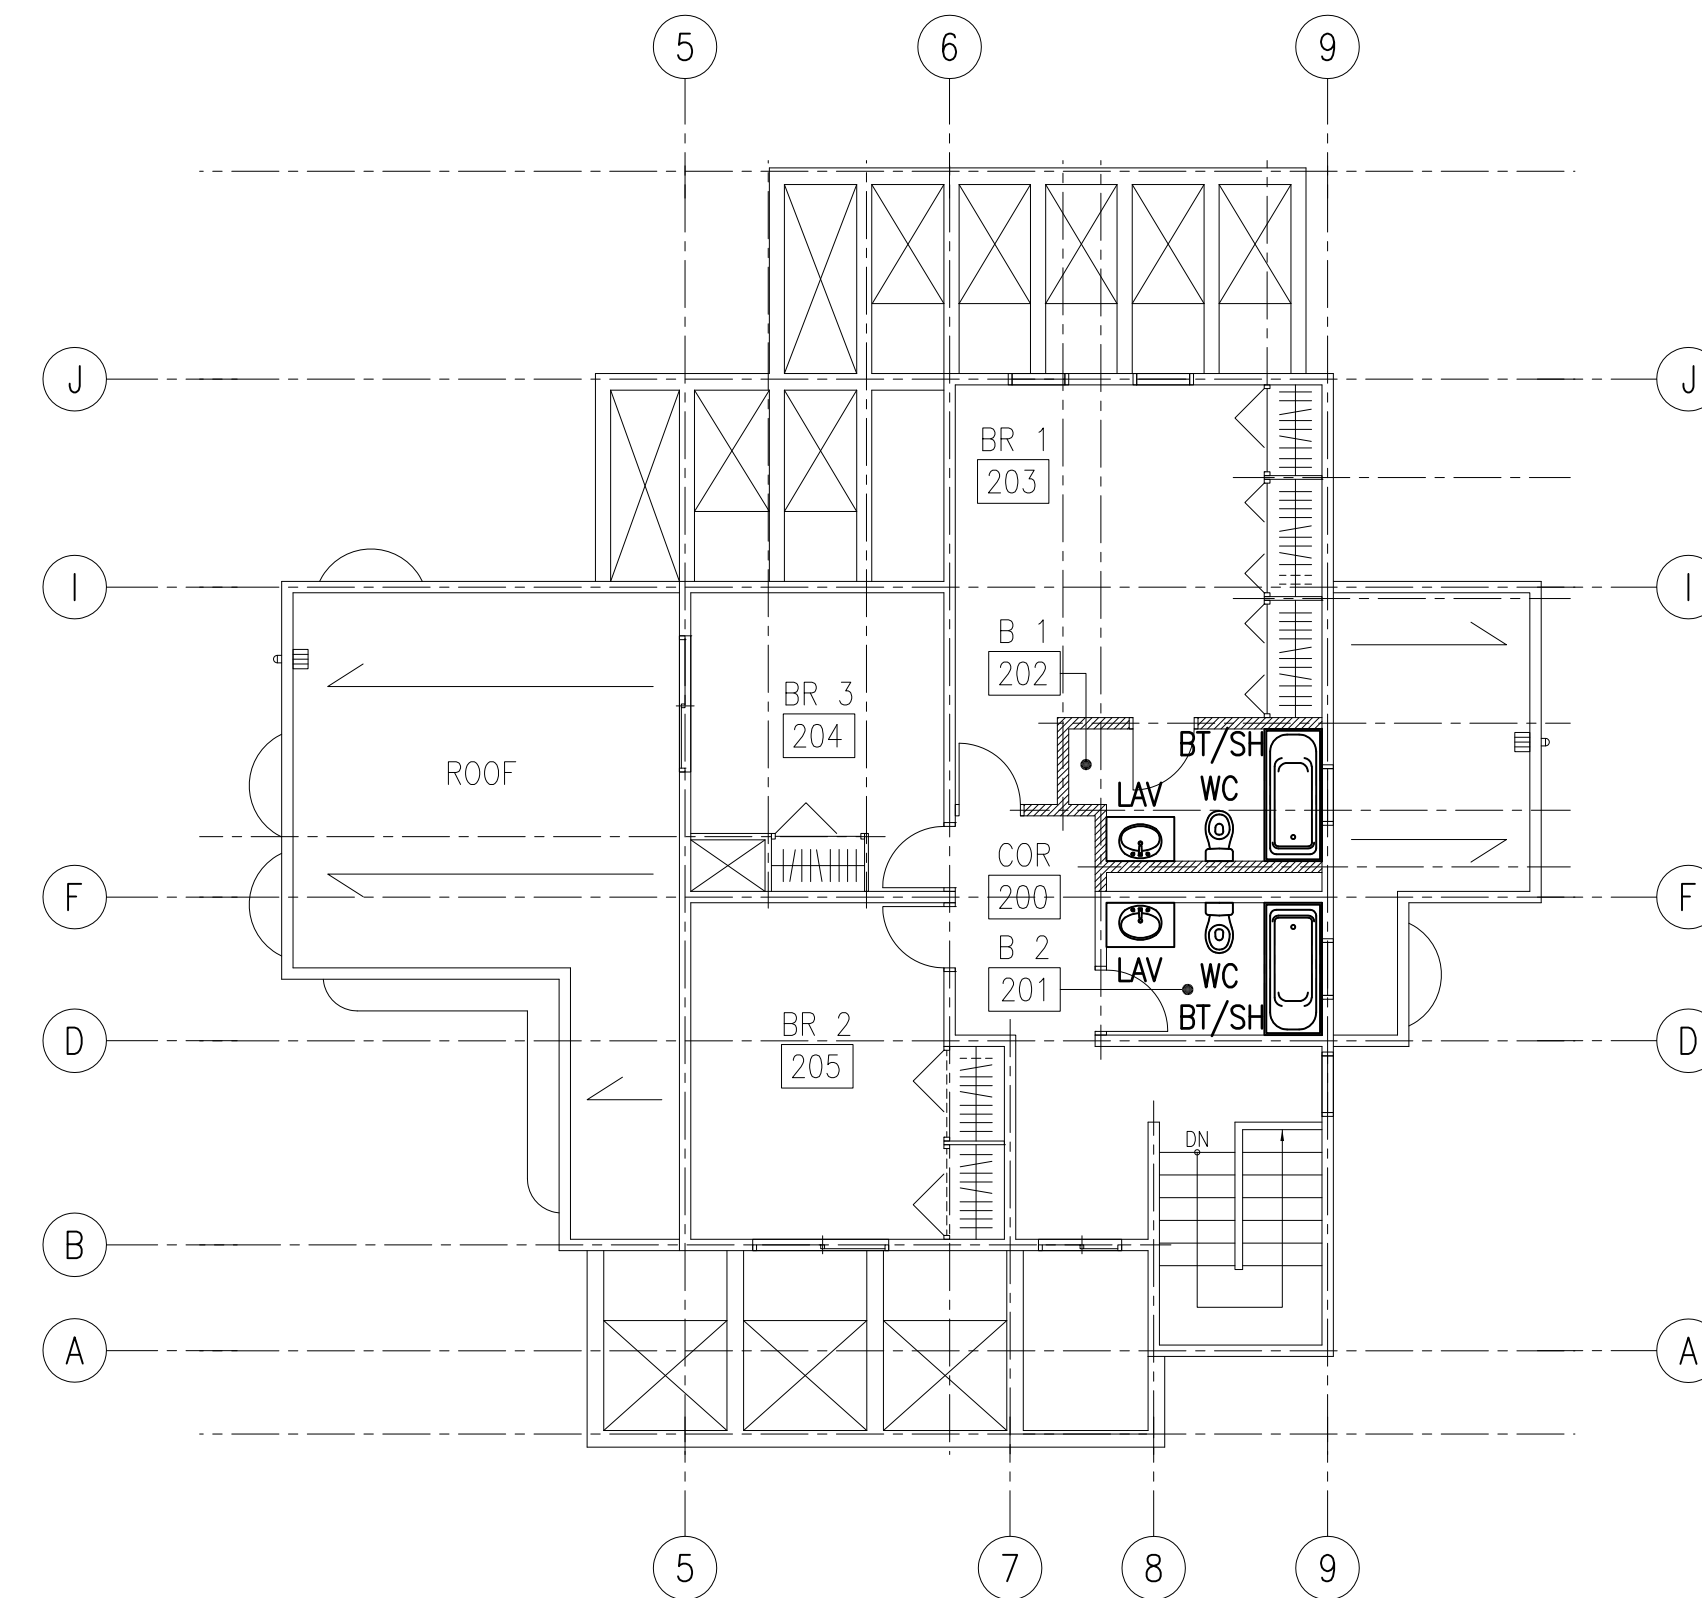 5 6 9
J J
BR 1
203
I I
B 1
202
BR 3
204
BT/SH
ROOF
LAV WC
COR
200
F F
B 2
201
LAV WC
BT/SH
BR 2
205
D D
DN
B
A A
5 7 8 9